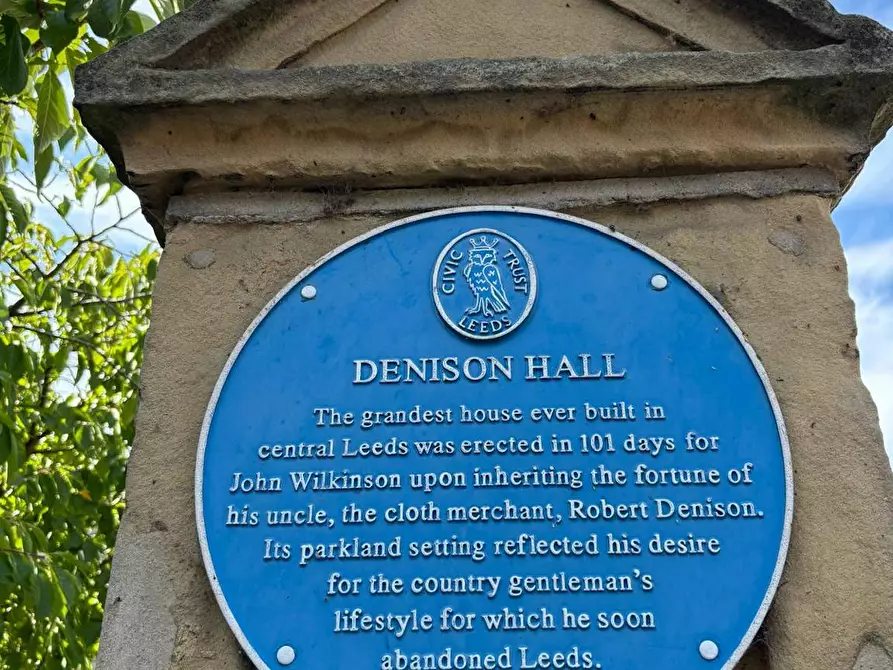 CIVIC TRUST
LEEDS
DENISON HALL
The grandest house ever built in
central Leeds was erected in 101 days for
John Wilkinson upon inheriting the fortune of
his uncle, the cloth merchant, Robert Denison.
Its parkland setting reflected his desire
for the country gentleman's
lifestyle for which he soon
abandoned Leeds.